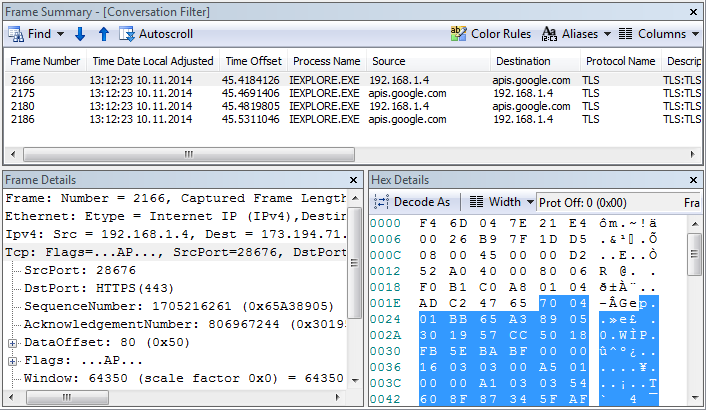 Frame Summary - [Conversation Filter]
Find Autoscroll Color Rules Aliases Columns
Frame Number Time Date Local Adjusted Time Offset Process Name Source Destination Protocol Name Descrip
2166 13:12:23 10.11.2014 45.4184126 IEXPLORE.EXE 192.168.1.4 apis.google.com TLS TLS:TLS
2175 13:12:23 10.11.2014 45.4691406 IEXPLORE.EXE apis.google.com 192.168.1.4 TLS TLS:TLS
2180 13:12:23 10.11.2014 45.4819805 IEXPLORE.EXE 192.168.1.4 apis.google.com TLS TLS:TLS
2186 13:12:23 10.11.2014 45.5311046 IEXPLORE.EXE apis.google.com 192.168.1.4 TLS TLS:TLS
Frame Details
Frame: Number = 2166, Captured Frame Length
Ethernet: Etype = Internet IP (IPv4),Destin
Ipv4: Src = 192.168.1.4, Dest = 173.194.71.
Tcp: Flags=...AP..., SrcPort=28676, DstPort
SrcPort: 28676
DstPort: HTTPS(443)
SequenceNumber: 1705216261 (0x65A38905)
AcknowledgementNumber: 806967244 (0x30195
DataOffset: 80 (0x50)
Flags: ...AP...
Window: 64350 (scale factor 0x0) = 64350
Hex Details
Decode As Width Prot Off: 0 (0x00) Fra
0000 F4 6D 04 7E 21 E4 ôm.~!ä
0006 00 26 B9 7F 1D D5 .&¹..Õ
000C 08 00 45 00 00 D2 ..E..Ò
0012 52 A0 40 00 80 06 R @..
0018 F0 B1 C0 A8 01 04 ð±À¨..
001E AD C2 47 65 70 04 -ÂGep.
0024 01 BB 65 A3 89 05 .»e£ .
002A 30 19 57 CC 50 18 0.WÌP.
0030 FB 5E BA BF 00 00 û^º¿..
0036 16 03 03 00 A5 01 ....¥.
003C 00 00 A1 03 03 54 ..¡..T
0042 60 8F 87 34 5F AF ` 4_¯